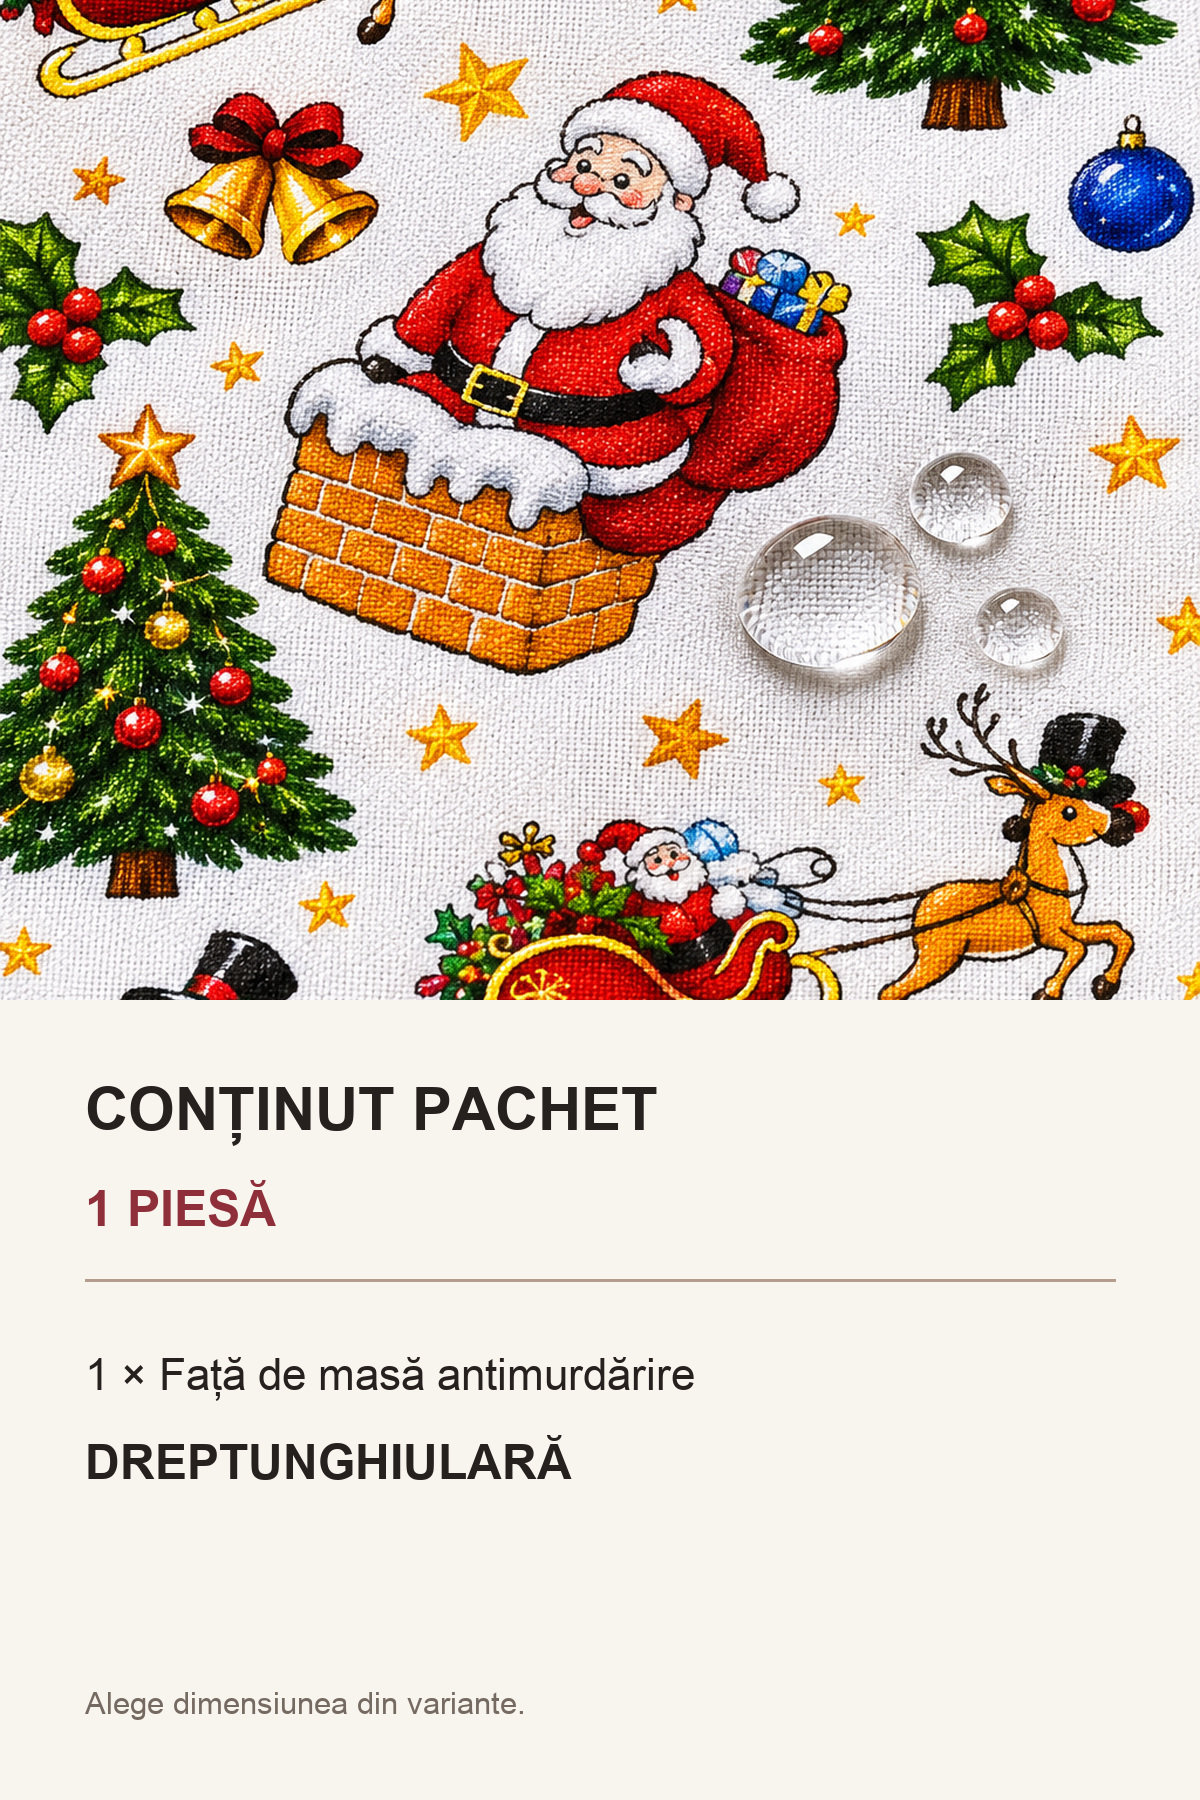 CONȚINUT PACHET
1 PIESĂ
1 × Față de masă antimurdărire
DREPTUNGHIULARĂ
Alege dimensiunea din variante.